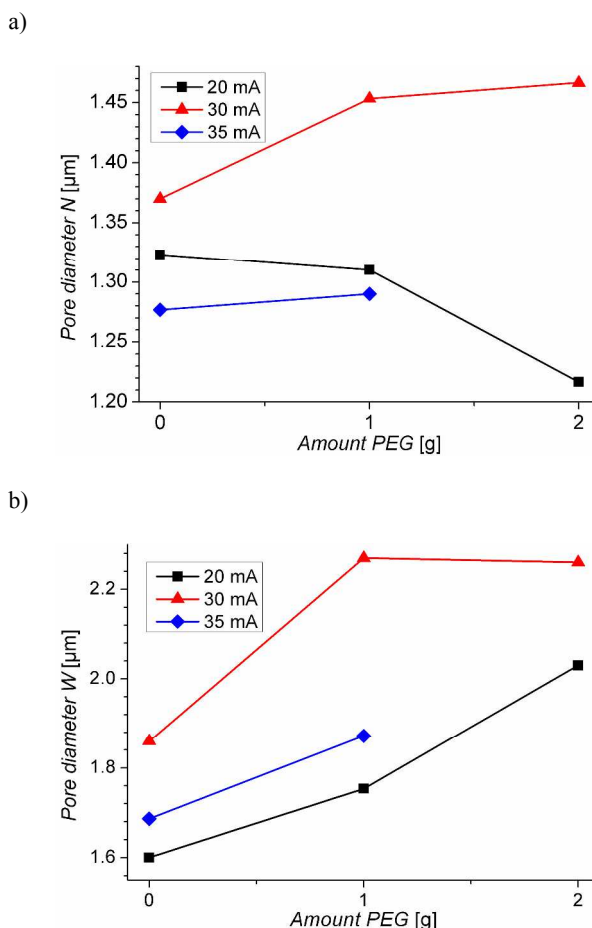 a)
20 mA
30 mA
35 mA
1.45
1.40
1.35
1.30
1.25
1.20
Pore diameter N [µm]
0 1 2
Amount PEG [g]
b)
20 mA
30 mA
35 mA
2.2
2.0
1.8
1.6
Pore diameter W [µm]
0 1 2
Amount PEG [g]